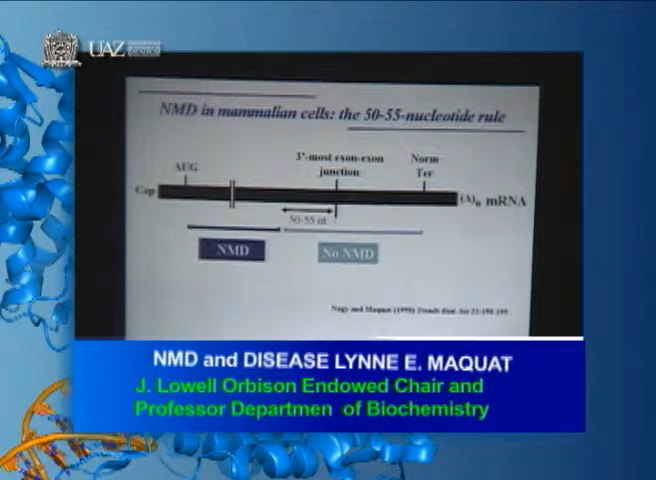 UAZ
NMD in mammalian cells: the 50-55-nucleotide rule
3'-most exon-exon
junction
Norm
Ter
AUG
Cap
(A)n mRNA
50-55 nt
NMD
No NMD
Nagy and Maquat (1998) Trends Bioc. Sci 23:198-199
NMD and DISEASE LYNNE E. MAQUAT
J. Lowell Orbison Endowed Chair and
Professor Departmen of Biochemistry